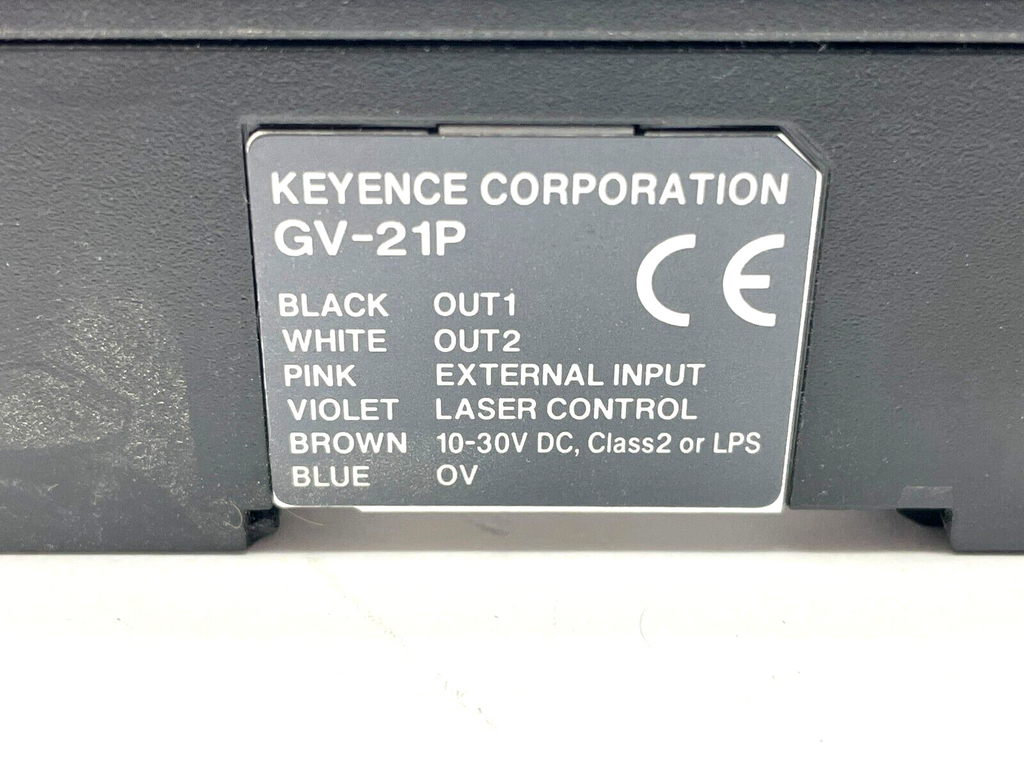 KEYENCE CORPORATION
GV-21P
CE
BLACK OUT1
WHITE OUT2
PINK EXTERNAL INPUT
VIOLET LASER CONTROL
BROWN 10-30V DC, Class2 or LPS
BLUE 0V